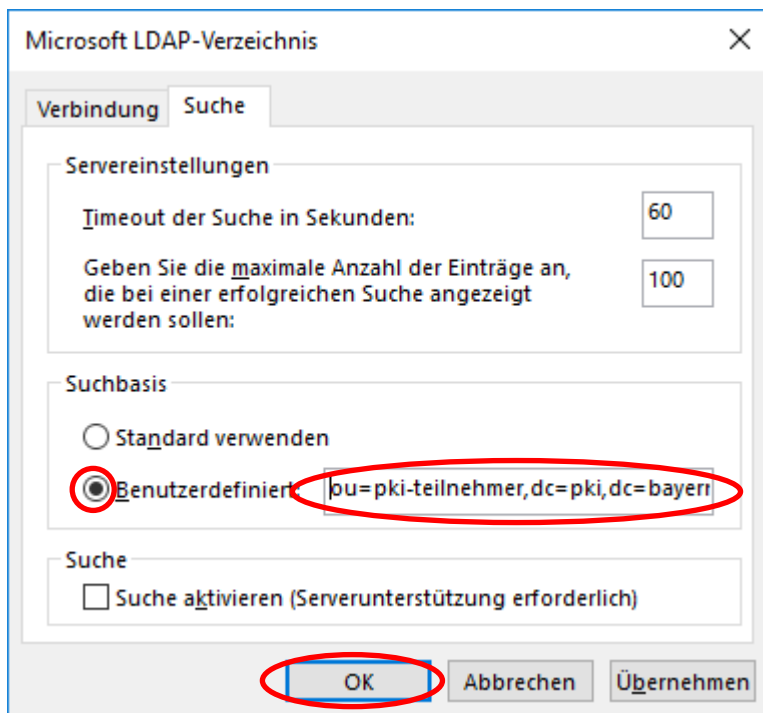 Microsoft LDAP-Verzeichnis
Verbindung
Suche
Servereinstellungen
Timeout der Suche in Sekunden:
60
Geben Sie die maximale Anzahl der Einträge an,
die bei einer erfolgreichen Suche angezeigt
werden sollen:
100
Suchbasis
Standard verwenden
Benutzerdefiniert:
ou=pki-teilnehmer,dc=pki,dc=bayern
Suche
Suche aktivieren (Serverunterstützung erforderlich)
OK
Abbrechen
Übernehmen